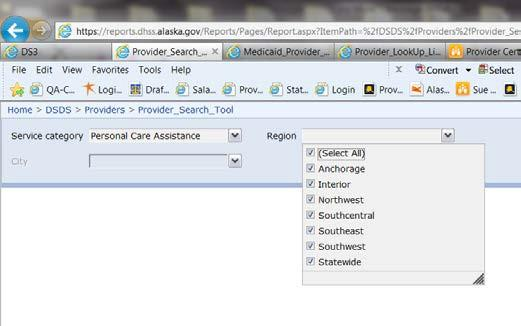 https://reports.dhss.alaska.gov/Reports/Pages/Report.aspx?ItemPath=%2fDSDS%2fProviders%2fProvider_Se
DS3 Provider_Search_... Medicaid_Provider_... Provider_LookUp_Li... Provider Cert
File Edit View Favorites Tools Help x Convert Select
QA-C... Logi... Draf... Sala... Prov... Stat... Login Prov... Alas... Sue ...
Home > DSDS > Providers > Provider_Search_Tool
Service category Personal Care Assistance Region
City
(Select All)
Anchorage
Interior
Northwest
Southcentral
Southeast
Southwest
Statewide